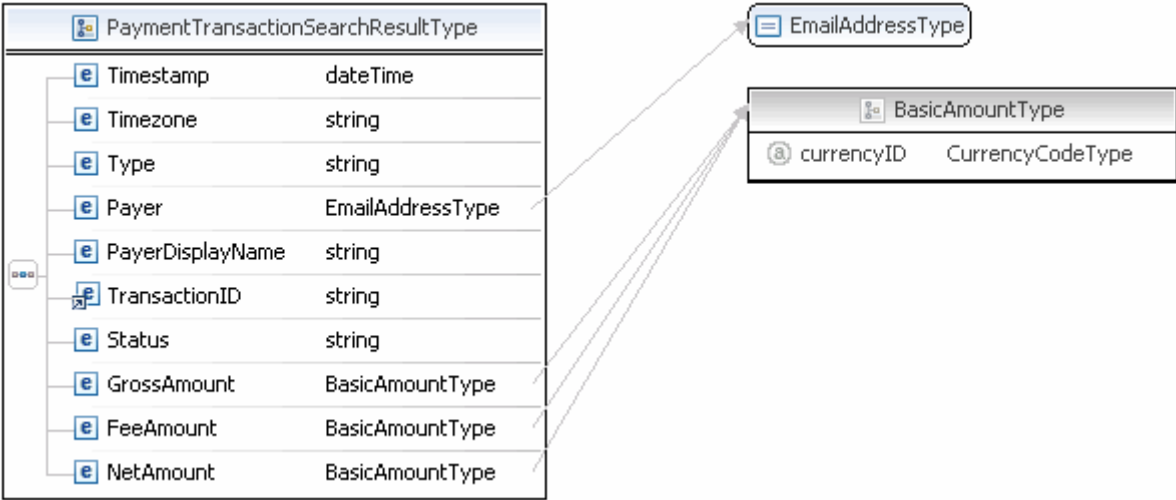 PaymentTransactionSearchResultType
e Timestamp dateTime
e Timezone string
e Type string
e Payer EmailAddressType
e PayerDisplayName string
e TransactionID string
e Status string
e GrossAmount BasicAmountType
e FeeAmount BasicAmountType
e NetAmount BasicAmountType
EmailAddressType
BasicAmountType
a currencyID CurrencyCodeType